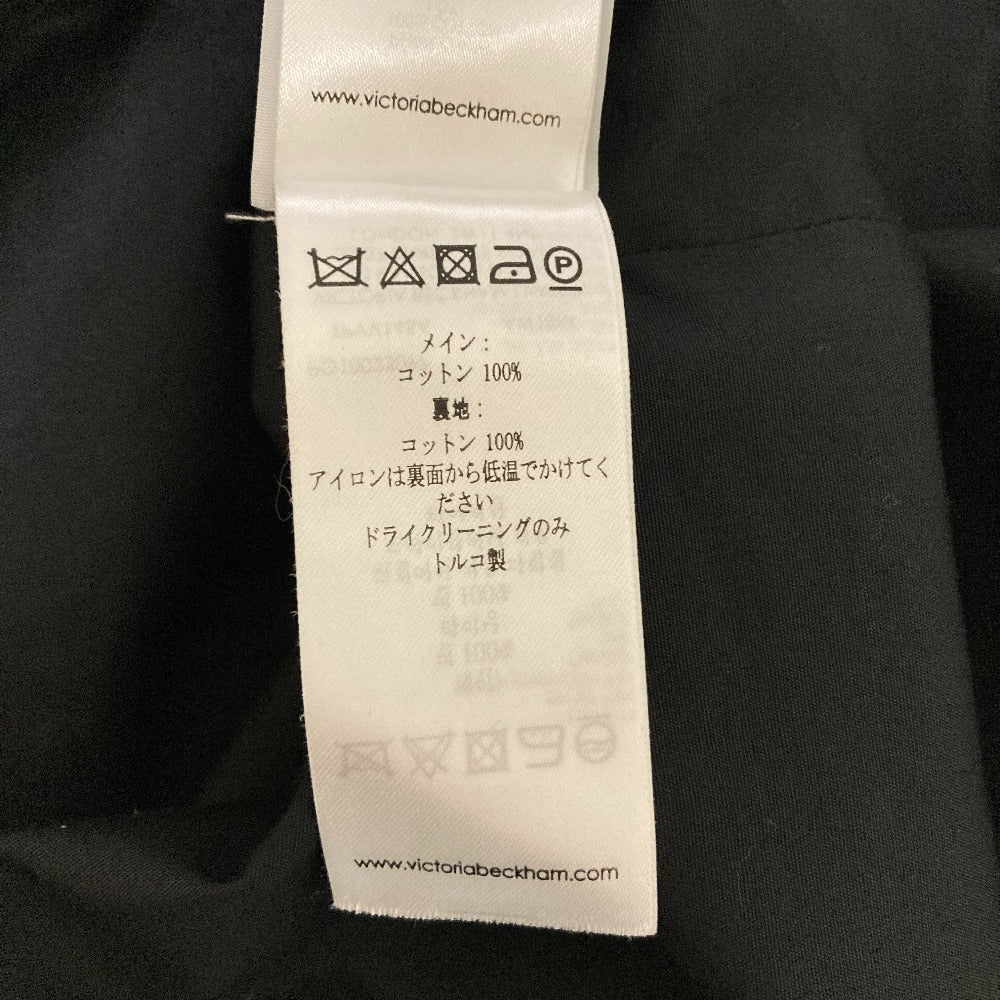 www.victoriabeckham.com
P
メイン:
コットン 100%
裏地:
コットン 100%
アイロンは裏面から低温でかけてく
ださい
ドライクリーニングのみ
トルコ製
www.victoriabeckham.com